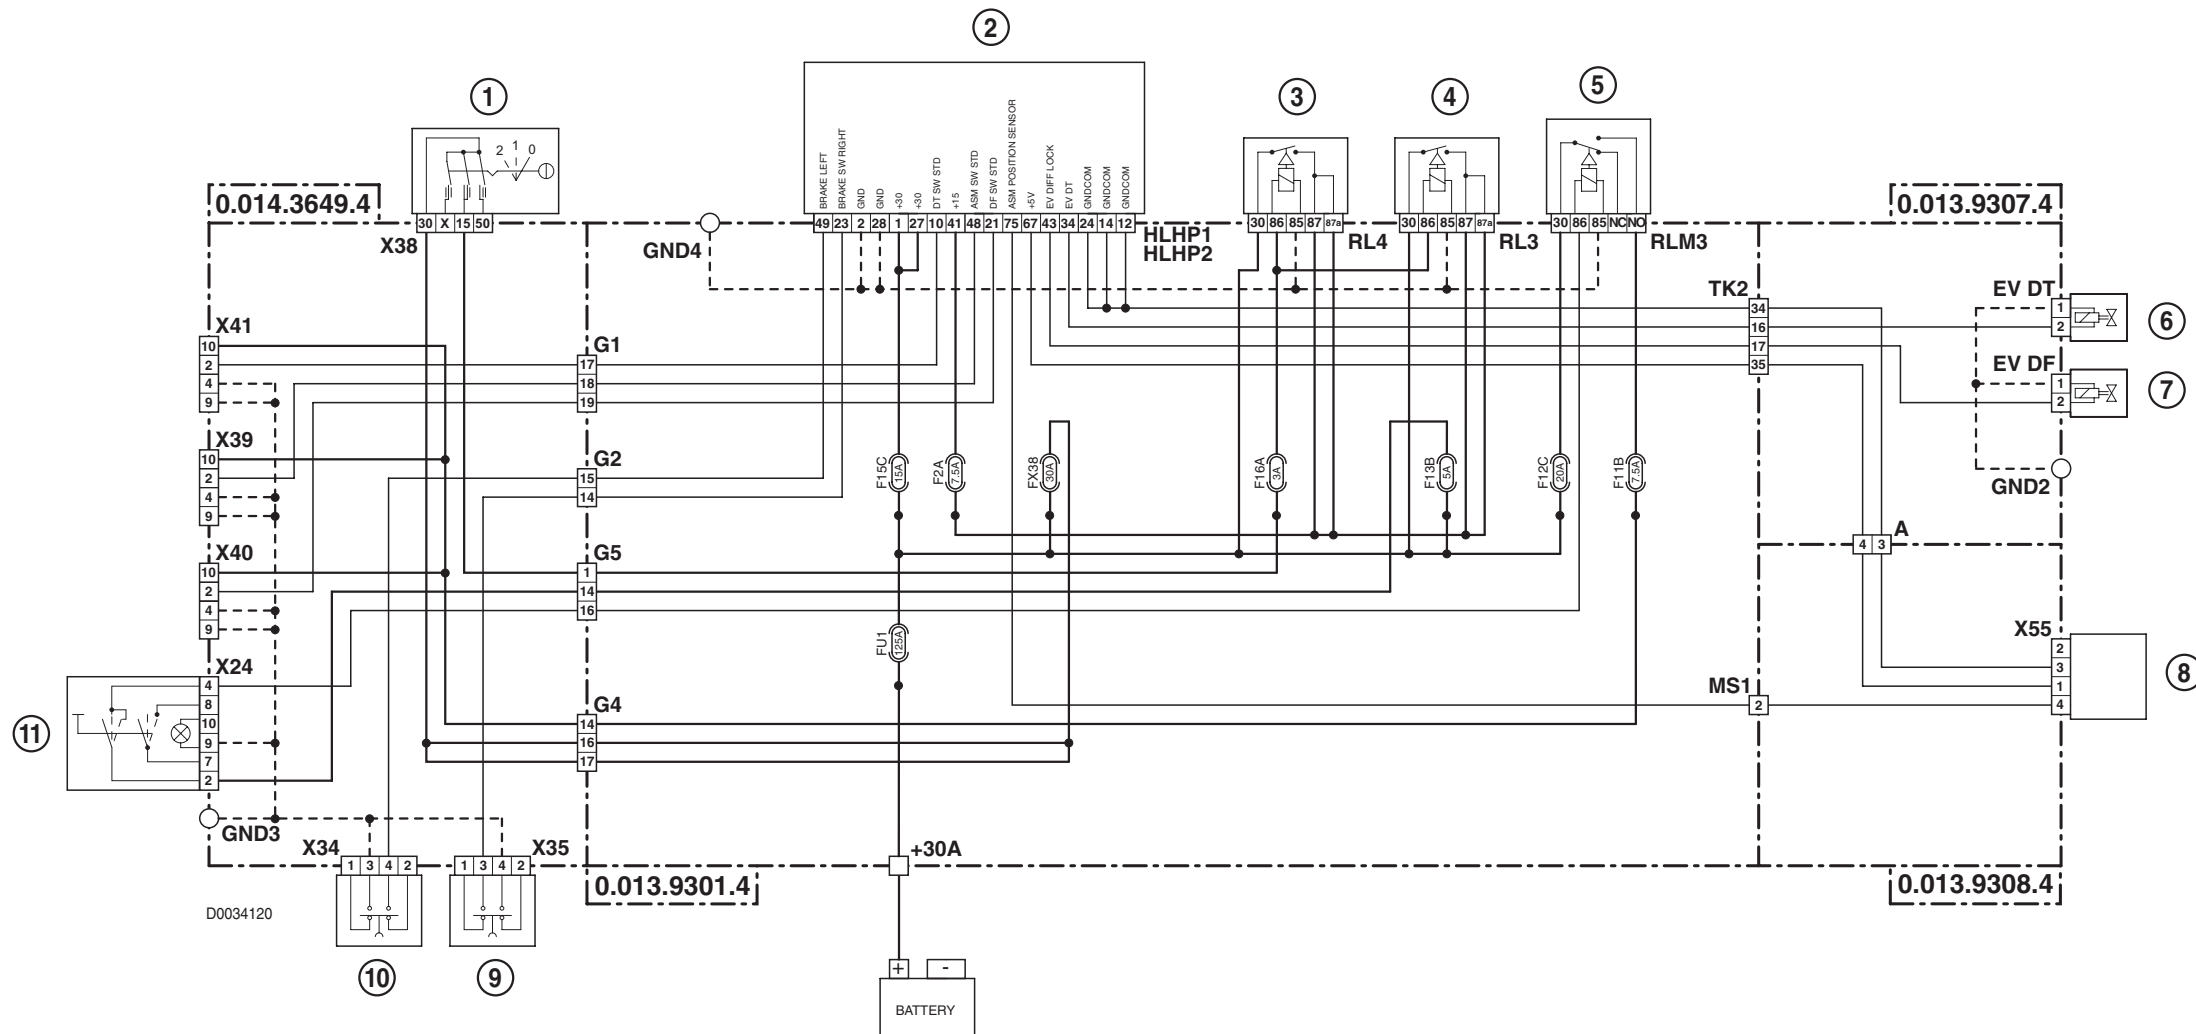 2
1
3
4
5
0.014.3649.4
2 1 0
30 X 15 50
X38
GND4
BRAKE LEFT
BRAKE SW RIGHT
GND
GND
+30
+30
DT SW STD
+15
ASM SW STD
DF SW STD
ASM POSITION SENSOR
+5V
EV DIFF LOCK
EV DT
GNDCOM
GNDCOM
GNDCOM
49 23 2 28 1 27 10 41 48 21 75 67 43 34 24 14 12
HLHP1
HLHP2
30 86 85 87 87a
RL4
30 86 85 87 87a
RL3
30 86 85 NC NO
RLM3
0.013.9307.4
TK2
34
16
17
35
EV DT
1
2
6
EV DF
1
2
7
GND2
X41
10
2
4
9
G1
17
18
19
X39
10
2
4
9
G2
15
14
F15C 15A
F2A 7.5A
FX38 30A
F16A 3A
F13B 5A
F12C 20A
F11B 7.5A
A
4 3
X40
10
2
4
9
G5
1
14
16
FU1 125A
X55
2
3
1
4
8
X24
4
8
10
9
7
2
11
G4
14
16
17
MS1
2
GND3
X34
1 3 4 2
X35
1 3 4 2
+30A
0.013.9301.4
0.013.9308.4
D0034120
10
9
+ -
BATTERY